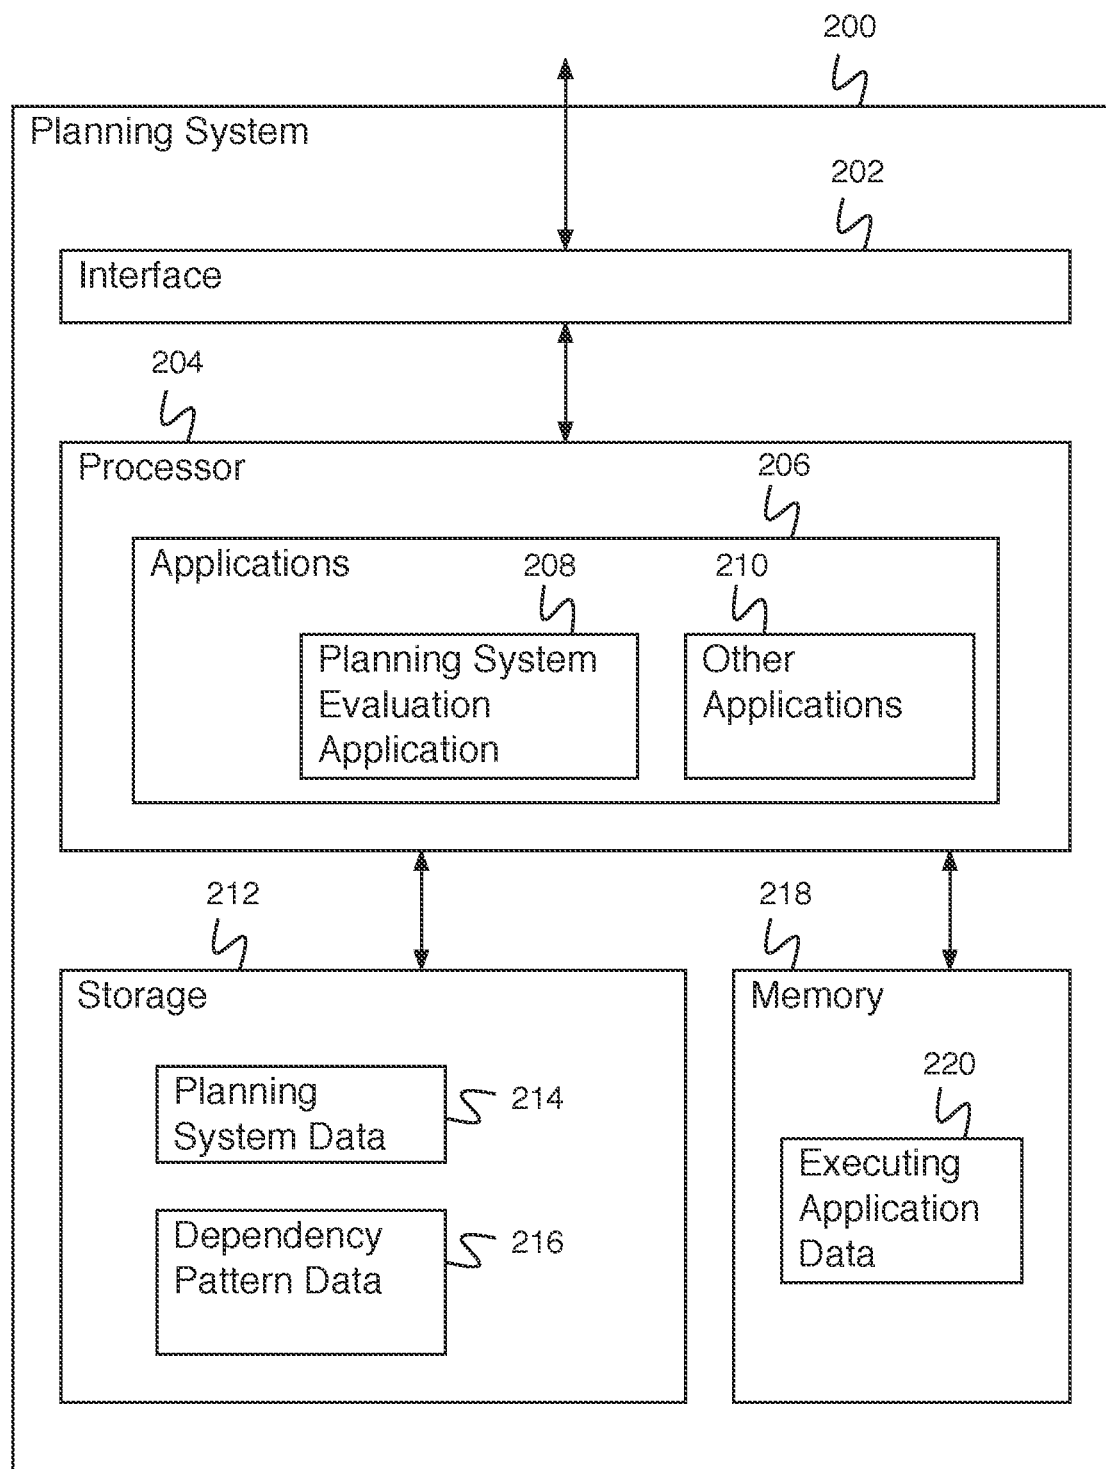 200
Planning System
202
Interface
204
Processor
206
Applications
208
210
Planning System
Evaluation
Application
Other
Applications
212
218
Storage
Memory
Planning
System Data
214
220
Executing
Application
Data
Dependency
Pattern Data
216